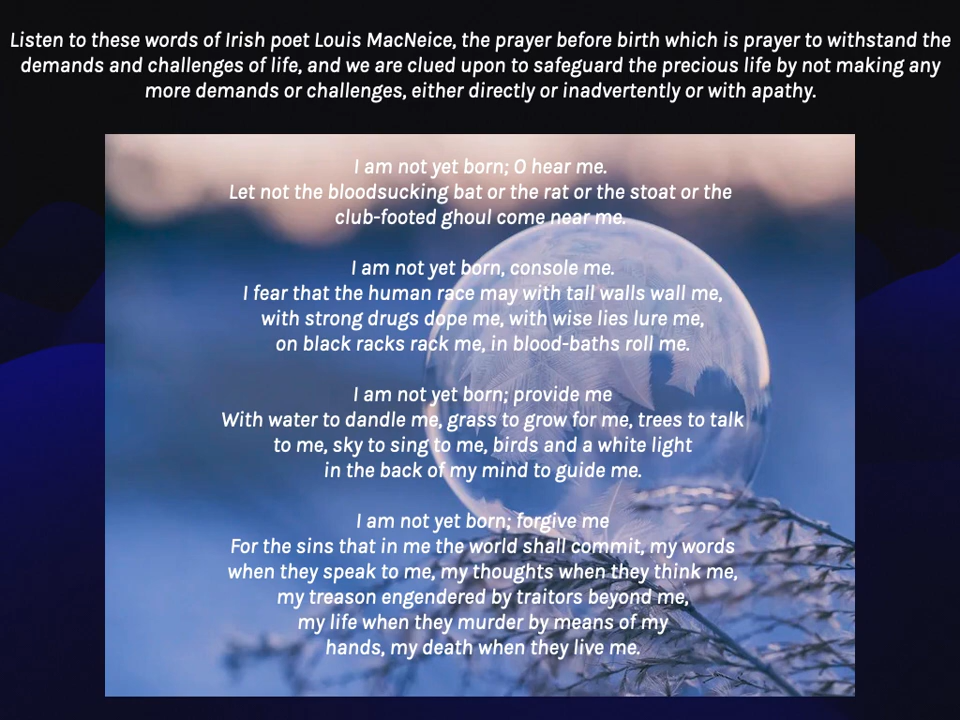 Listen to these words of Irish poet Louis MacNeice, the prayer before birth which is prayer to withstand the
demands and challenges of life, and we are clued upon to safeguard the precious life by not making any
more demands or challenges, either directly or inadvertently or with apathy.
I am not yet born; O hear me.
Let not the bloodsucking bat or the rat or the stoat or the
club-footed ghoul come near me.
I am not yet born, console me.
I fear that the human race may with tall walls wall me,
with strong drugs dope me, with wise lies lure me,
on black racks rack me, in blood-baths roll me.
I am not yet born; provide me
With water to dandle me, grass to grow for me, trees to talk
to me, sky to sing to me, birds and a white light
in the back of my mind to guide me.
I am not yet born; forgive me
For the sins that in me the world shall commit, my words
when they speak to me, my thoughts when they think me,
my treason engendered by traitors beyond me,
my life when they murder by means of my
hands, my death when they live me.